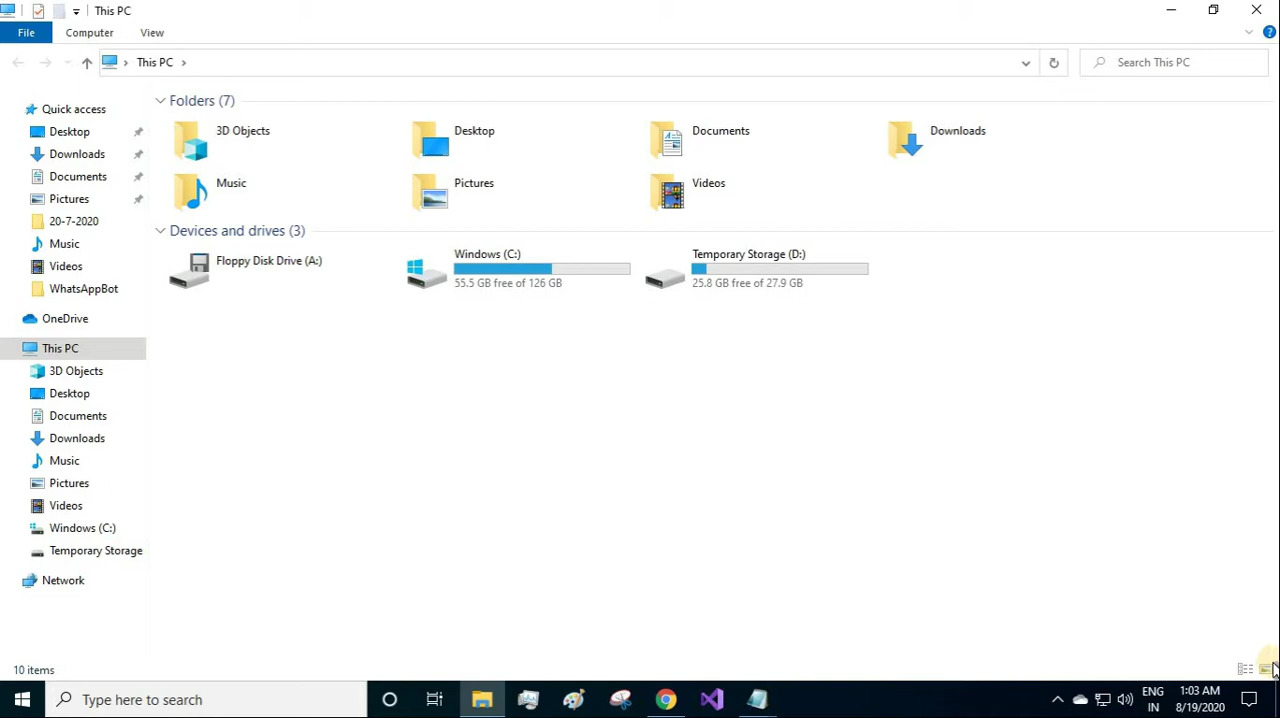 This PC
File Computer View
This PC
Search This PC
Quick access
Desktop
Downloads
Documents
Pictures
20-7-2020
Music
Videos
WhatsAppBot
OneDrive
This PC
3D Objects
Desktop
Documents
Downloads
Music
Pictures
Videos
Windows (C:)
Temporary Storage
Network
Folders (7)
3D Objects
Desktop
Documents
Downloads
Music
Pictures
Videos
Devices and drives (3)
Floppy Disk Drive (A:)
Windows (C:)
55.5 GB free of 126 GB
Temporary Storage (D:)
25.8 GB free of 27.9 GB
10 items
Type here to search
ENG
IN
1:03 AM
8/19/2020